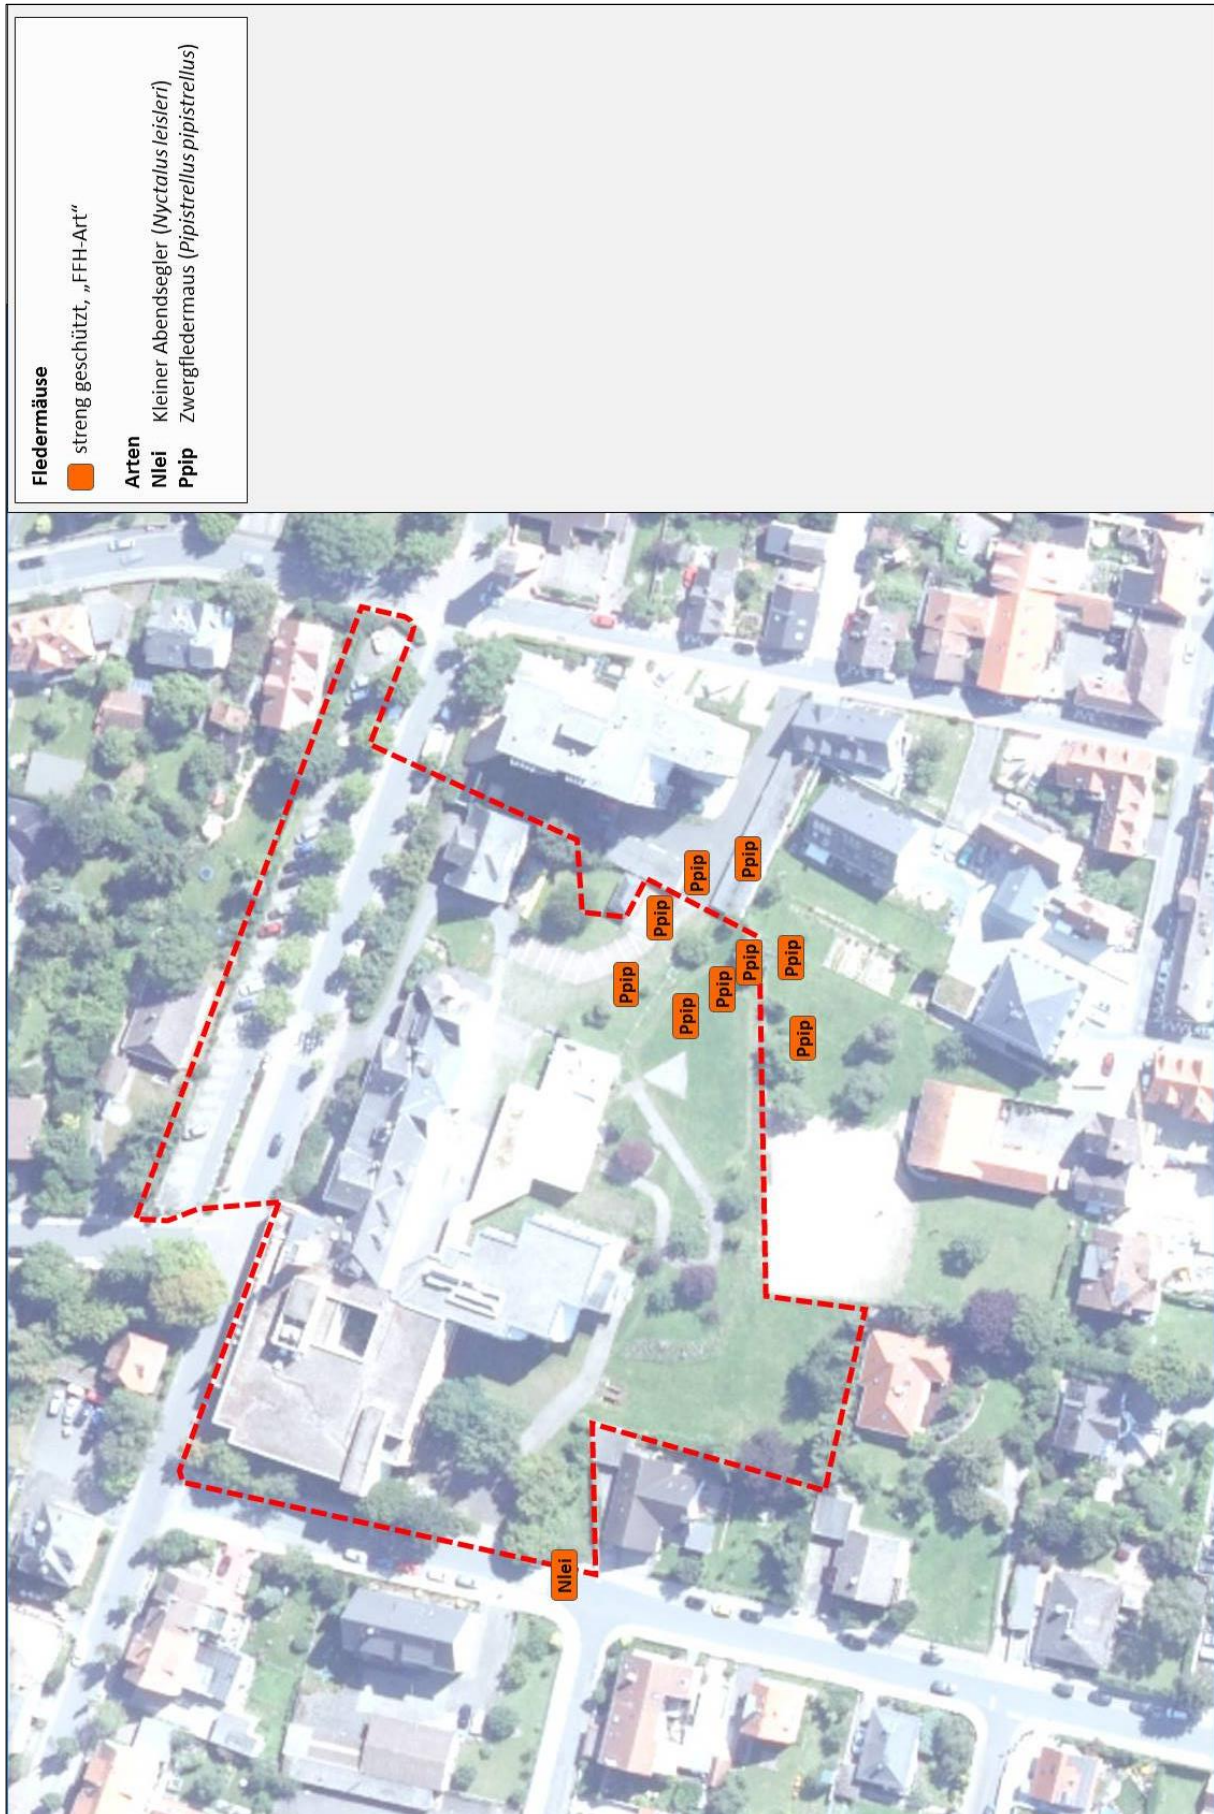 Fledermäuse
streng geschützt, „FFH-Art“
Arten
Nlei Kleiner Abendsegler (Nyctalus leisleri)
Ppip Zwergfledermaus (Pipistrellus pipistrellus)
Nlei
Ppip
Ppip
Ppip
Ppip
Ppip
Ppip
Ppip
Ppip
Ppip